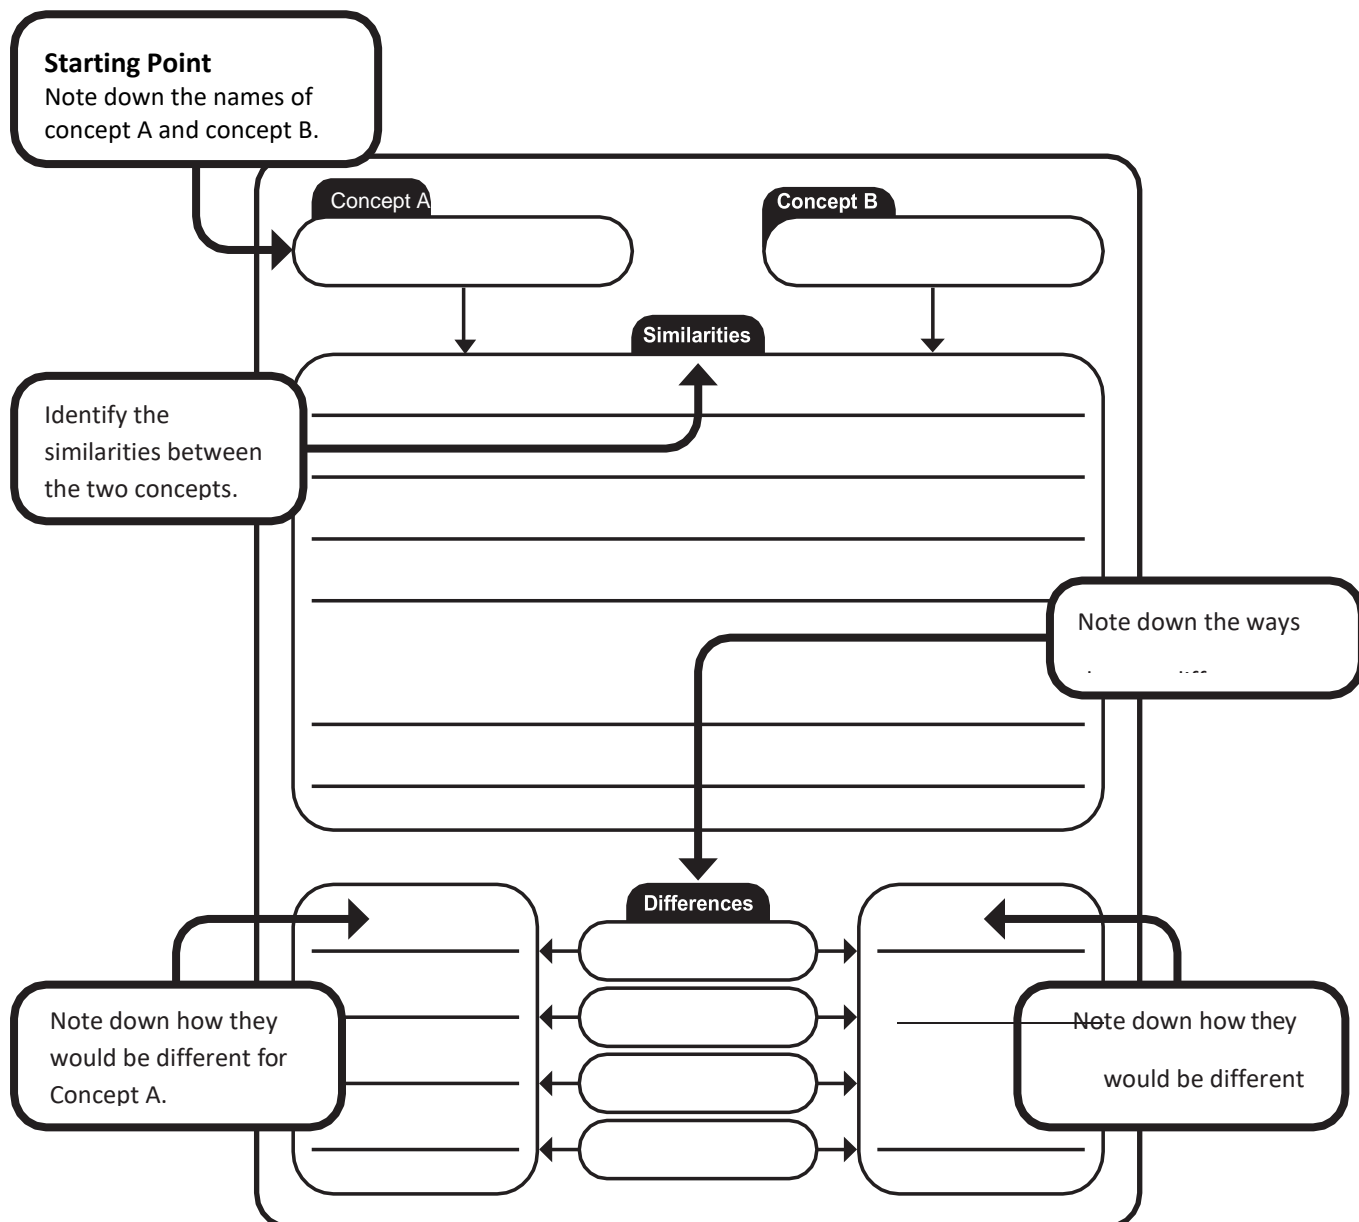 Starting Point
Note down the names of
concept A and concept B.
Concept A
Concept B
Similarities
Identify the
similarities between
the two concepts.
Note down the ways
Differences
Note down how they
would be different for
Concept A.
Note down how they
would be different